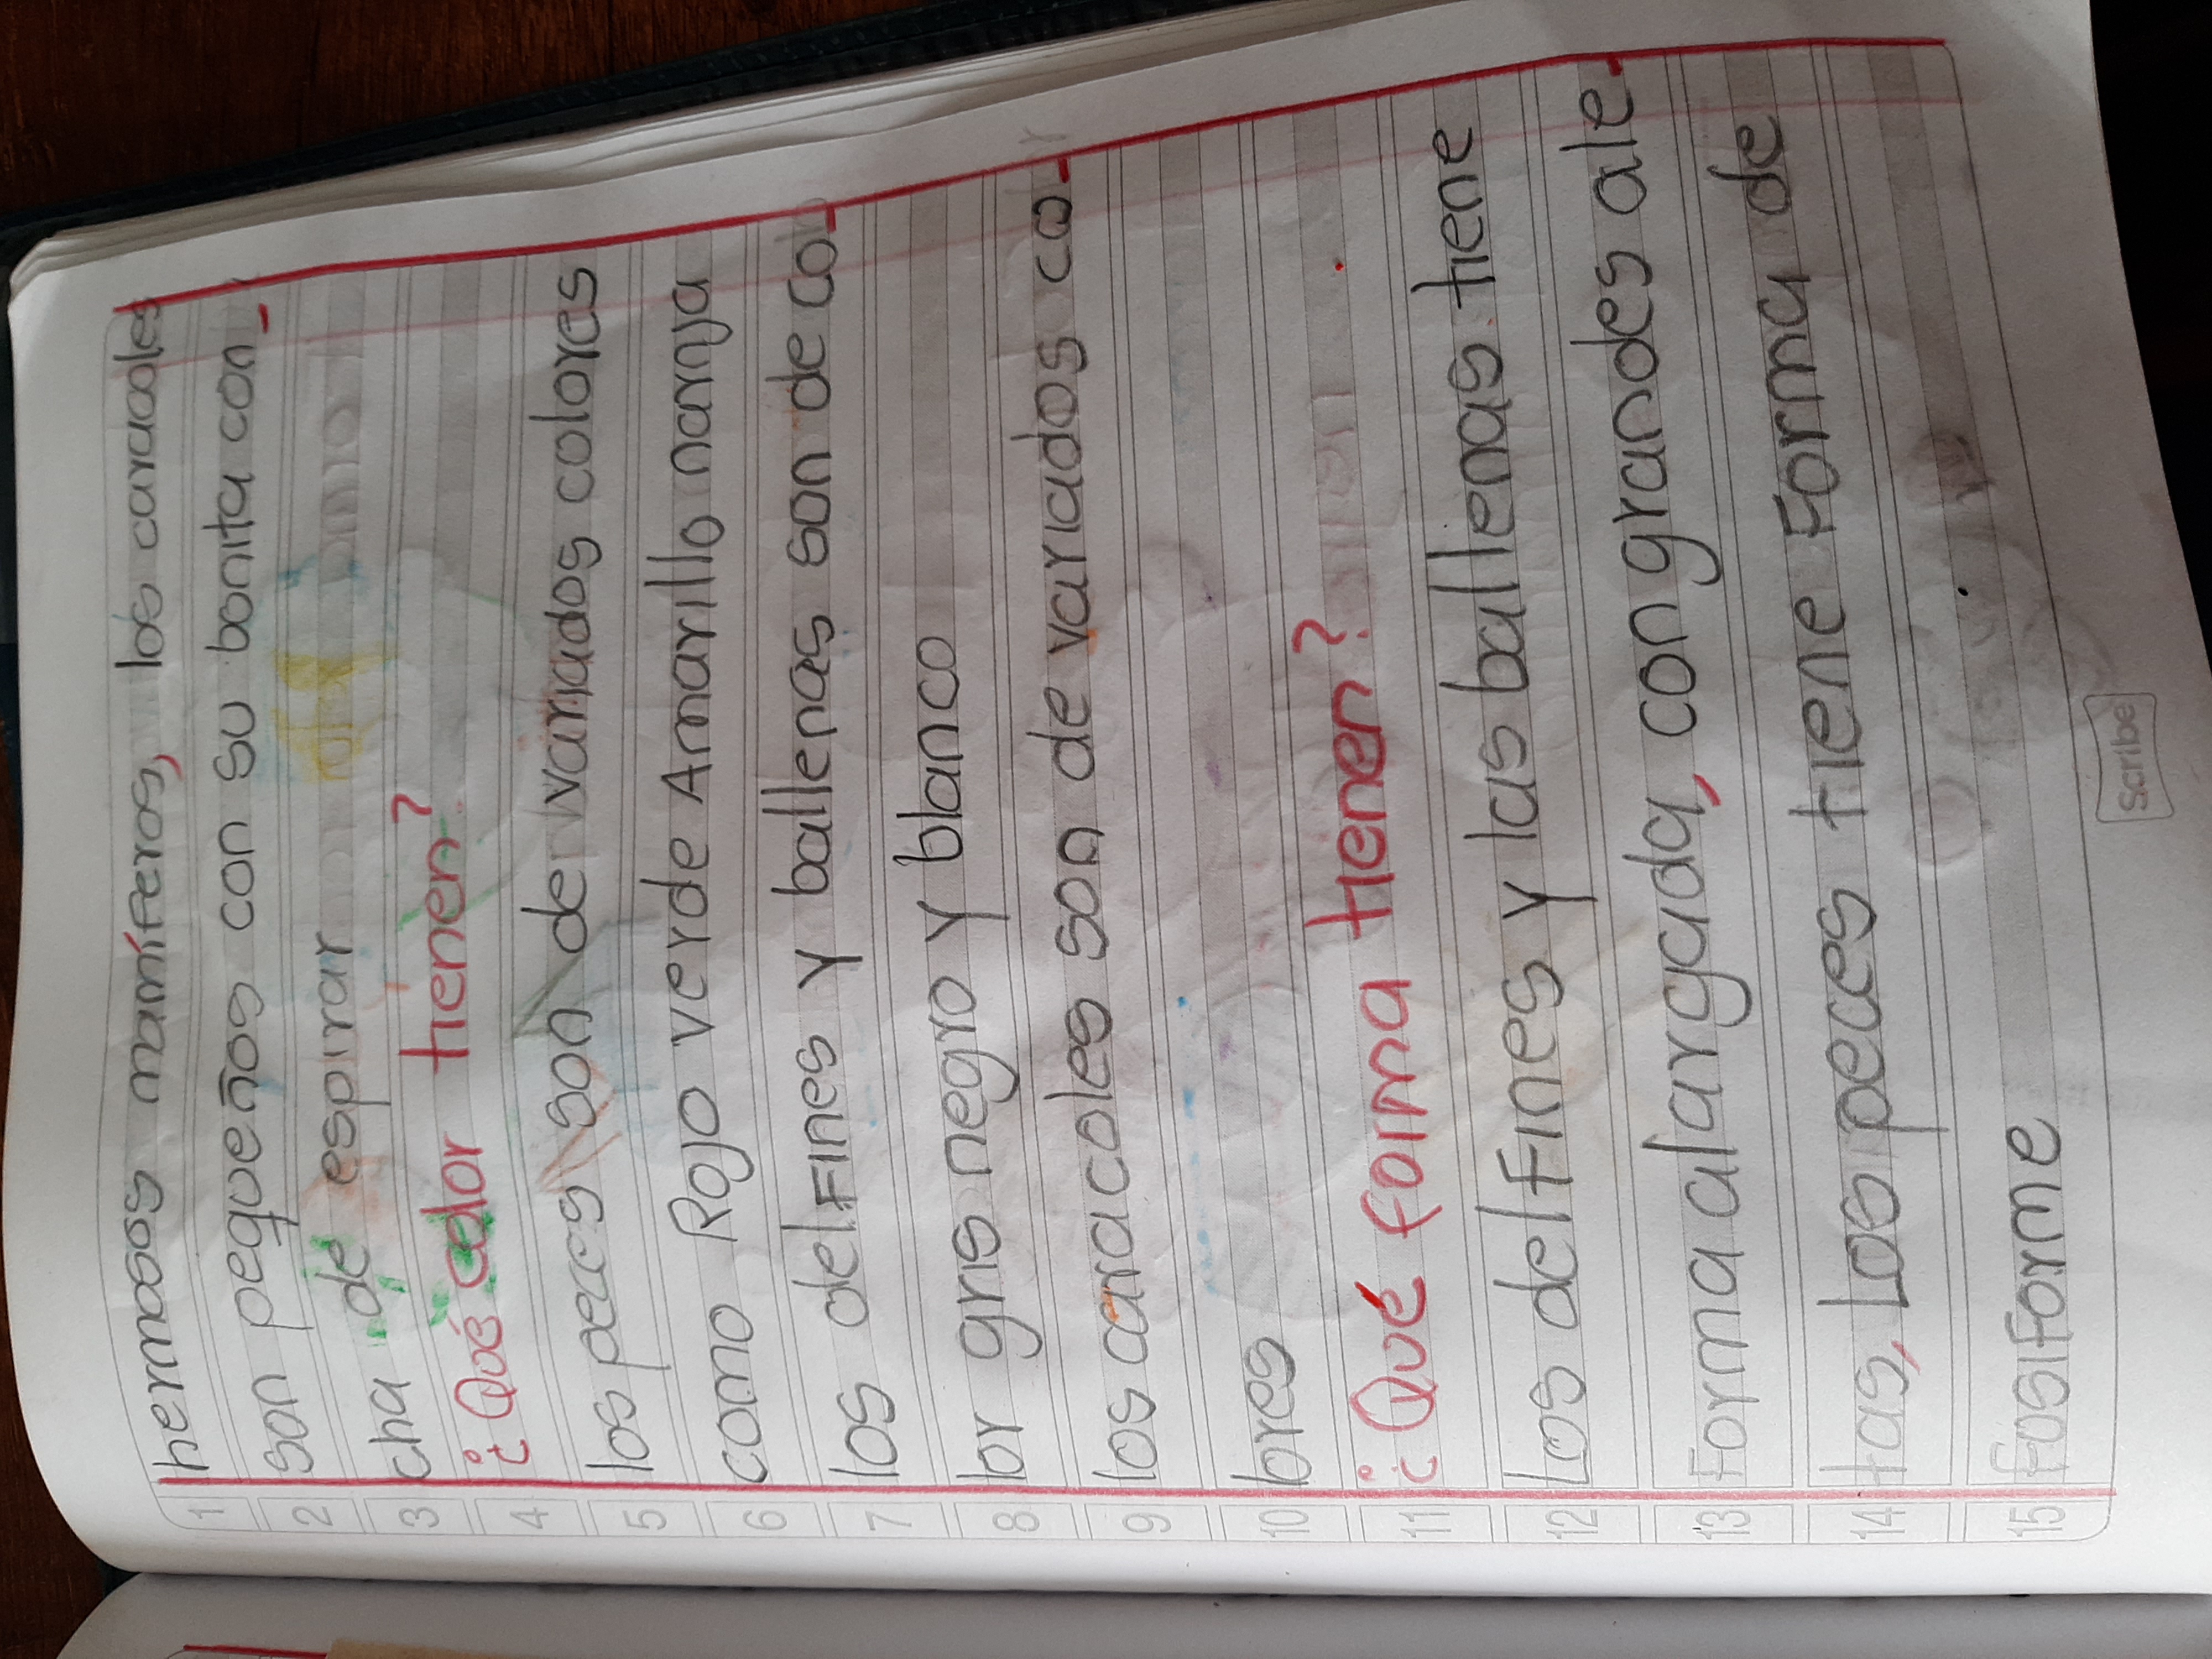 1 hermosos mamíferos, los caracoles
2 son pequeños con su bonita con_
3 cha de espirar
4 ¿Qué color tienen?
5 los peces son de variados colores
6 como Rojo verde Amarillo narnja
7 los delfines y ballenas son de co_
8 lor gris negro y blanco
9 los caracoles son de variados co-
10 bres
11 ¿Qué forma tienen?
12 Los delfines y las ballenas tiene
13 Forma alargada, con grandes ale-
14 tas, Los peces tiene Forma de
15 fusiforme
Scribe